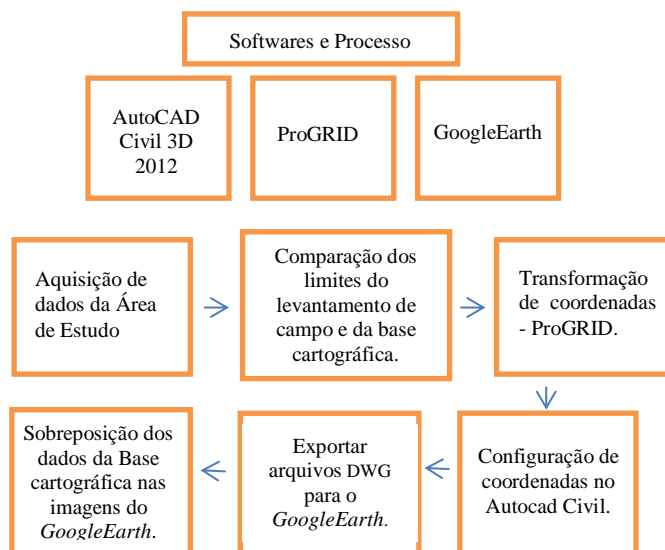 Softwares e Processo
AutoCAD
Civil 3D
2012
ProGRID
GoogleEarth
Aquisição de
dados da Área
de Estudo
Comparação dos
limites do
levantamento de
campo e da base
cartográfica.
Transformação
de coordenadas
- ProGRID.
Configuração de
coordenadas no
Autocad Civil.
Exportar
arquivos DWG
para o
GoogleEarth.
Sobreposição dos
dados da Base
cartográfica nas
imagens do
GoogleEarth.